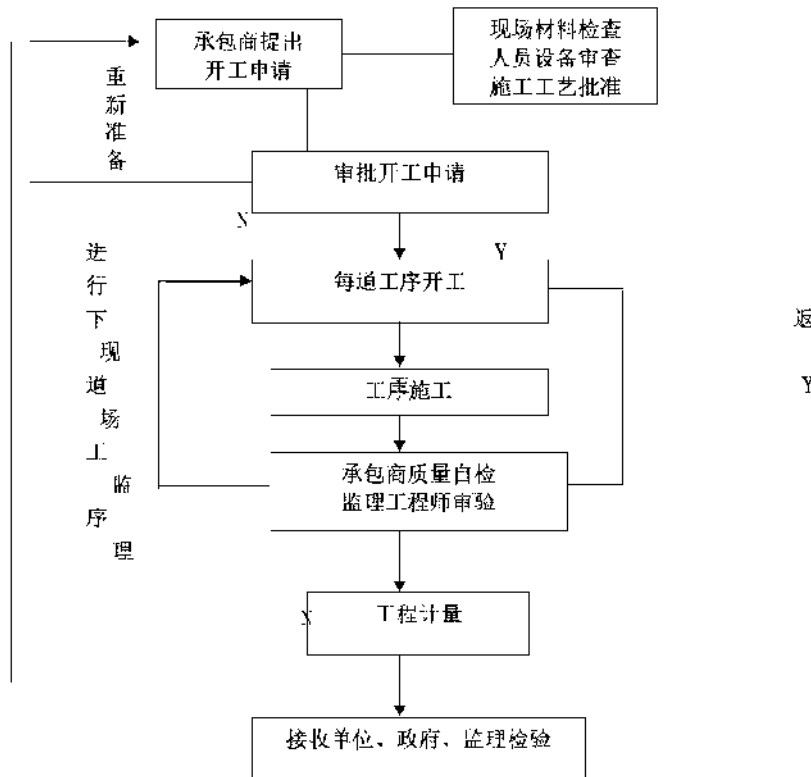 承包商提出
开工申请
现场材料检查
人员设备审查
施工工艺批准
重新准备
审批开工申请
Y
进行下道工序
现场监理
每道工序开工
返
Y
工序施工
承包商质量自检
监理工程师审验
工程计量
接收单位、政府、监理检验